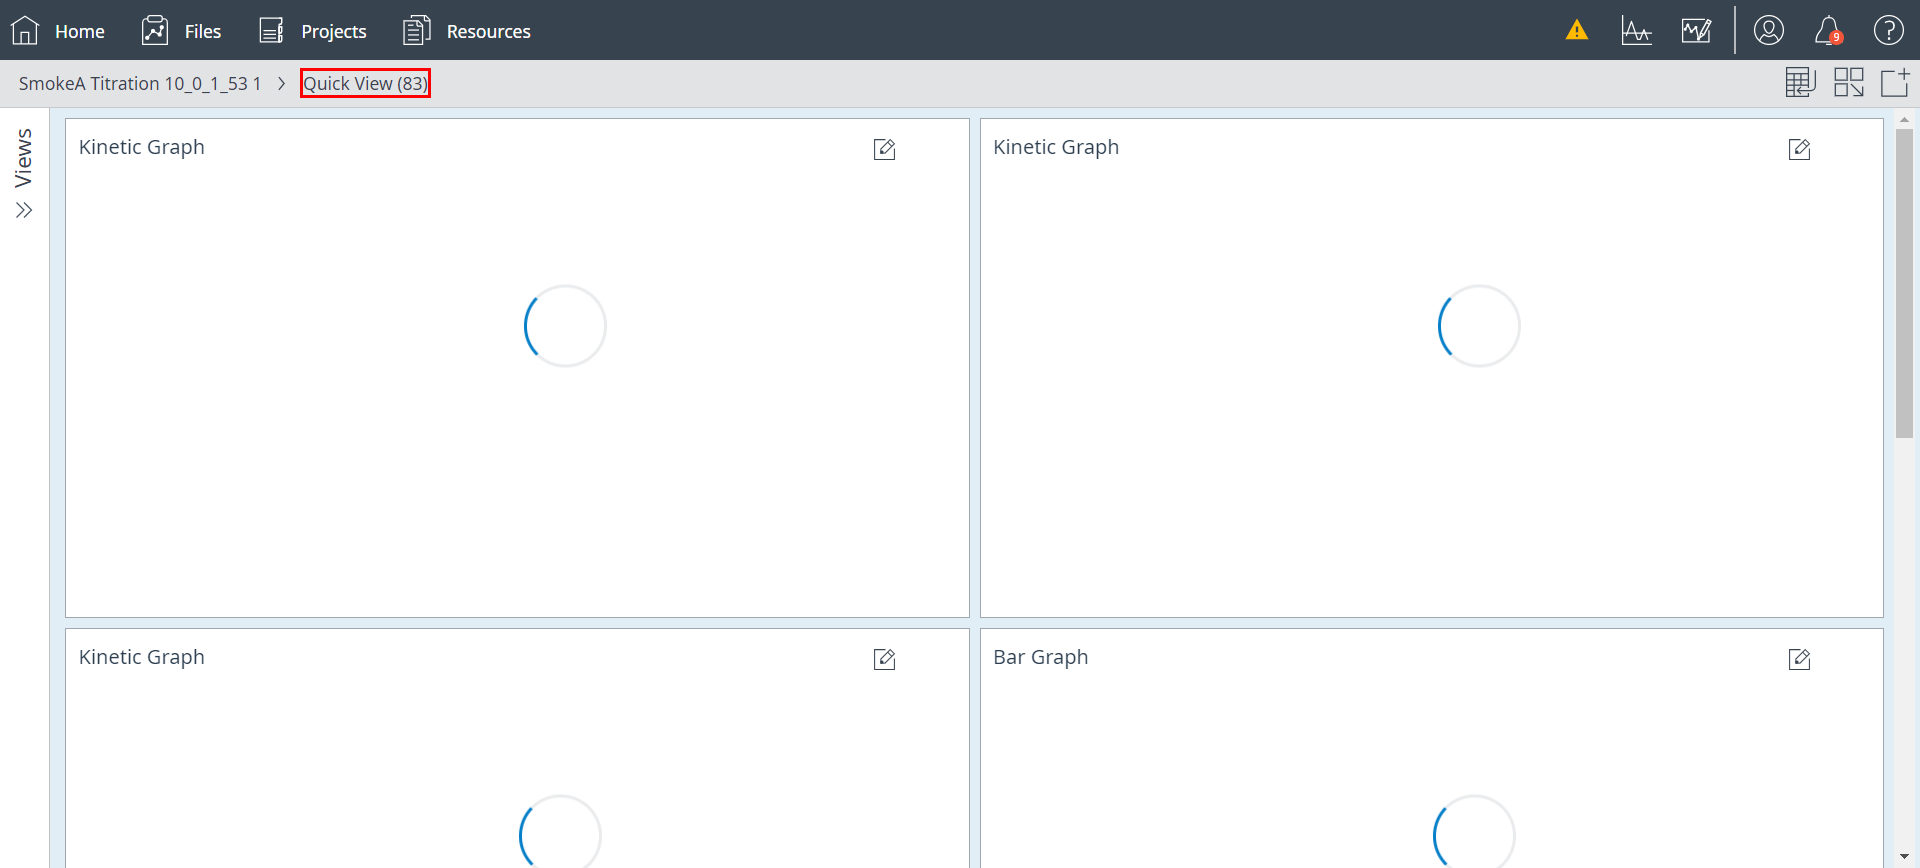 Home Files Projects Resources 9
SmokeA Titration 10_0_1_53 1 > Quick View (83)
Views
Kinetic Graph
Kinetic Graph
Kinetic Graph
Bar Graph